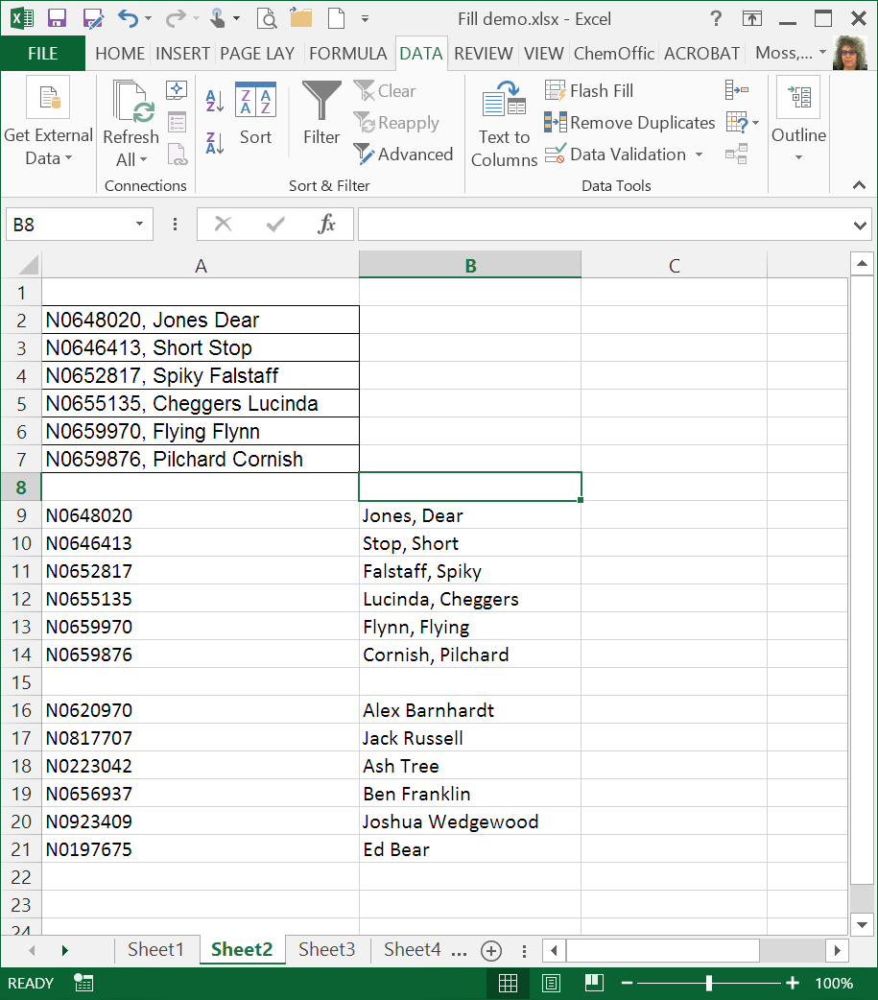 Fill demo.xlsx - Excel ?
FILE HOME INSERT PAGE LAY FORMULA DATA REVIEW VIEW ChemOffic ACROBAT Moss,...
Get External Data
Refresh All
Connections
A Z
Z A
Z A A Z
Sort
Filter
Clear
Reapply
Advanced
Sort & Filter
Text to Columns
Flash Fill
Remove Duplicates
Data Validation
Data Tools
Outline
B8 fx
A B C
1
2 N0648020, Jones Dear
3 N0646413, Short Stop
4 N0652817, Spiky Falstaff
5 N0655135, Cheggers Lucinda
6 N0659970, Flying Flynn
7 N0659876, Pilchard Cornish
8
9 N0648020 Jones, Dear
10 N0646413 Stop, Short
11 N0652817 Falstaff, Spiky
12 N0655135 Lucinda, Cheggers
13 N0659970 Flynn, Flying
14 N0659876 Cornish, Pilchard
15
16 N0620970 Alex Barnhardt
17 N0817707 Jack Russell
18 N0223042 Ash Tree
19 N0656937 Ben Franklin
20 N0923409 Joshua Wedgewood
21 N0197675 Ed Bear
22
23
24
Sheet1 Sheet2 Sheet3 Sheet4 ...
READY 100%